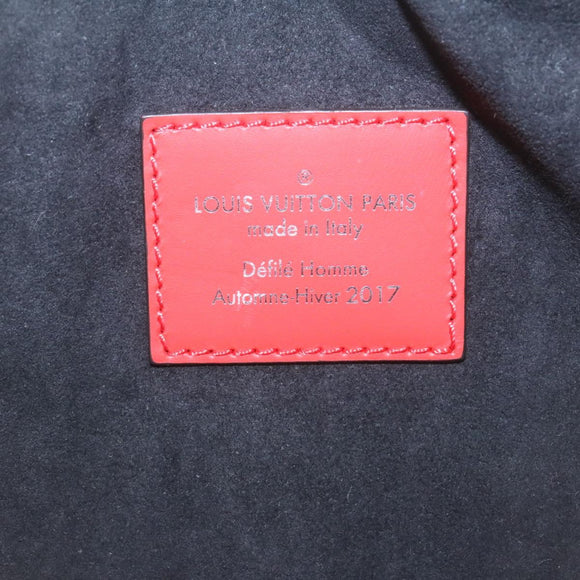 ®
LOUIS VUITTON PARIS
made in Italy
Défilé Homme
Automne-Hiver 2017